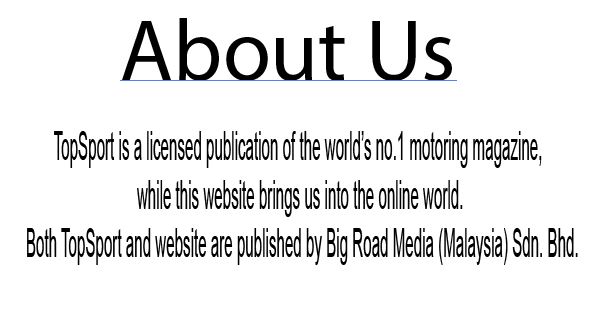 About Us
TopSport is a licensed publication of the world's no.1 motoring magazine,
while this website brings us into the online world.
Both TopSport and website are published by Big Road Media (Malaysia) Sdn. Bhd.